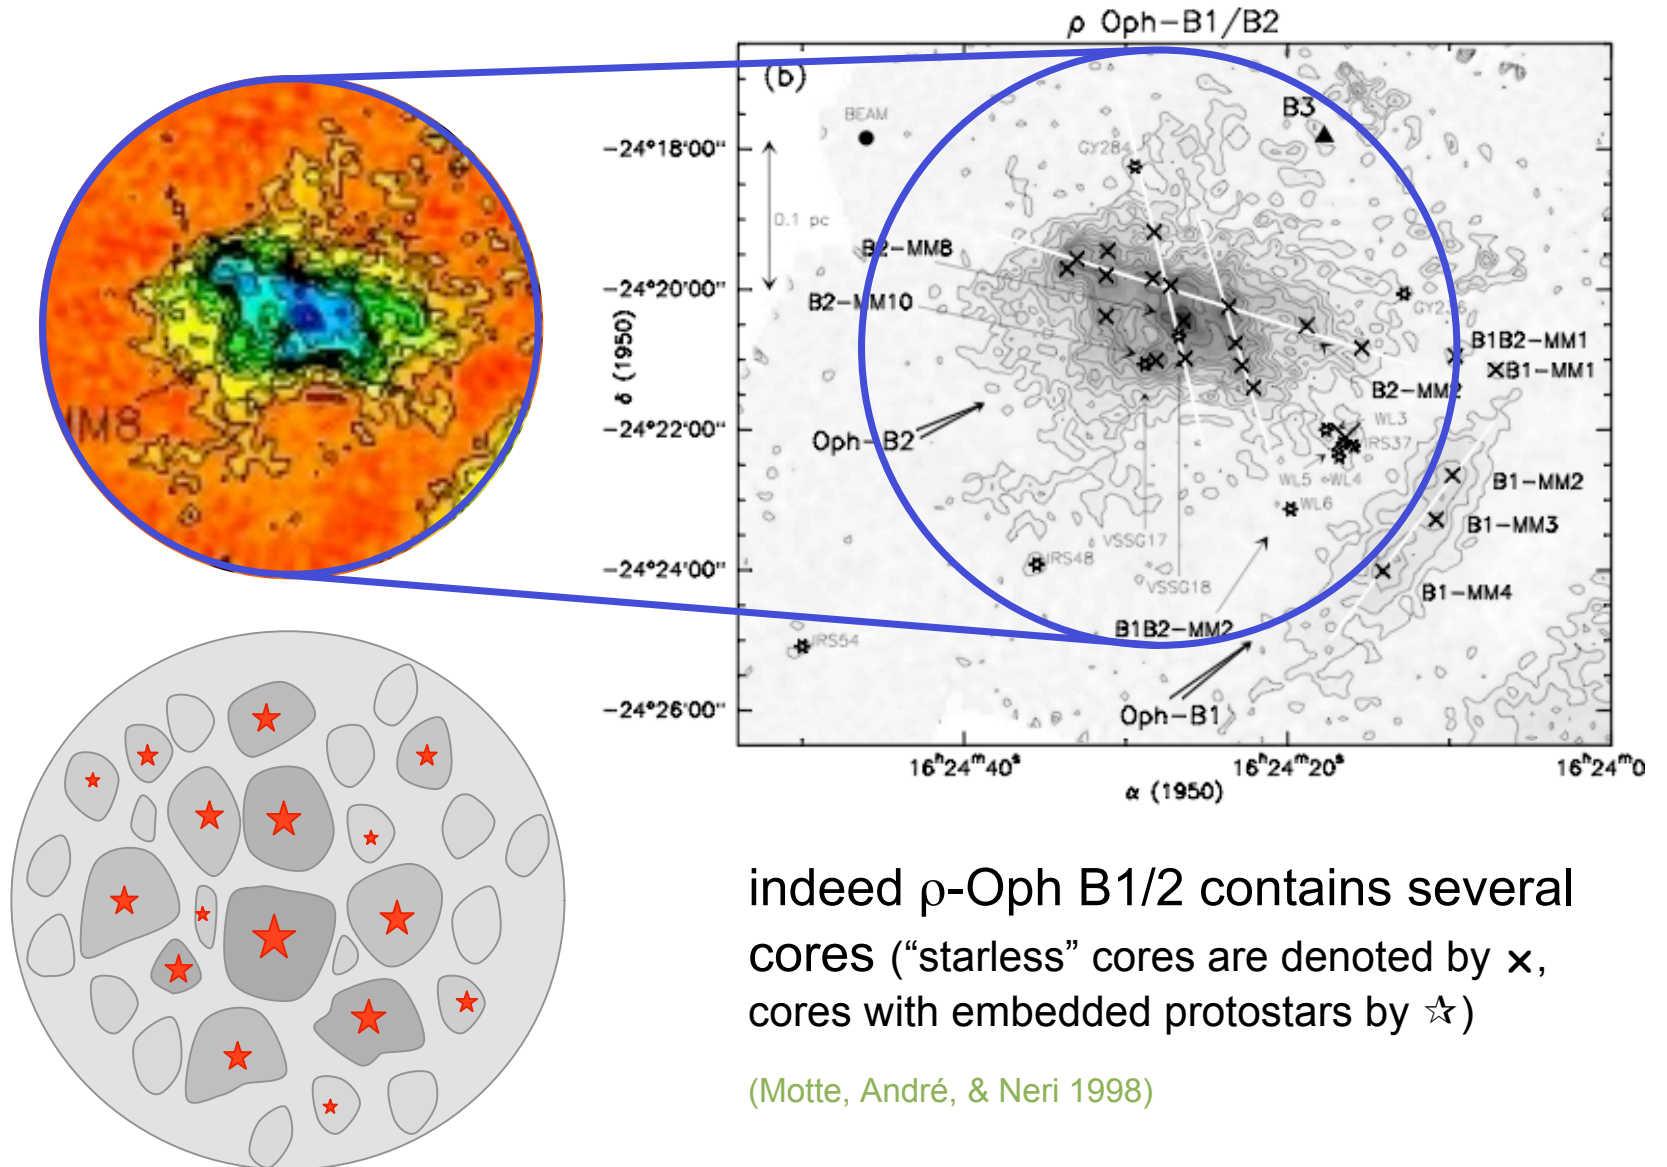 ρ Oph-B1/B2
(b)
BEAM
B3
GY284
-24°18'00"
0.1 pc
B2-MM8
-24°20'00"
B2-MM10
δ (1950)
B1B2-MM1
B1-MM1
B2-MM2
MM8
-24°22'00"
Oph-B2
WL3
IRS37
WL5
WL4
WL6
B1-MM2
B1-MM3
VSSG17
IRS48
-24°24'00"
VSSG18
B1-MM4
B1B2-MM2
IRS54
Oph-B1
-24°26'00"
16ʰ24ᵐ40ˢ
16ʰ24ᵐ20ˢ
16ʰ24ᵐ0
α (1950)
indeed ρ-Oph B1/2 contains several
cores (“starless” cores are denoted by ×,
cores with embedded protostars by ☆)
(Motte, André, & Neri 1998)